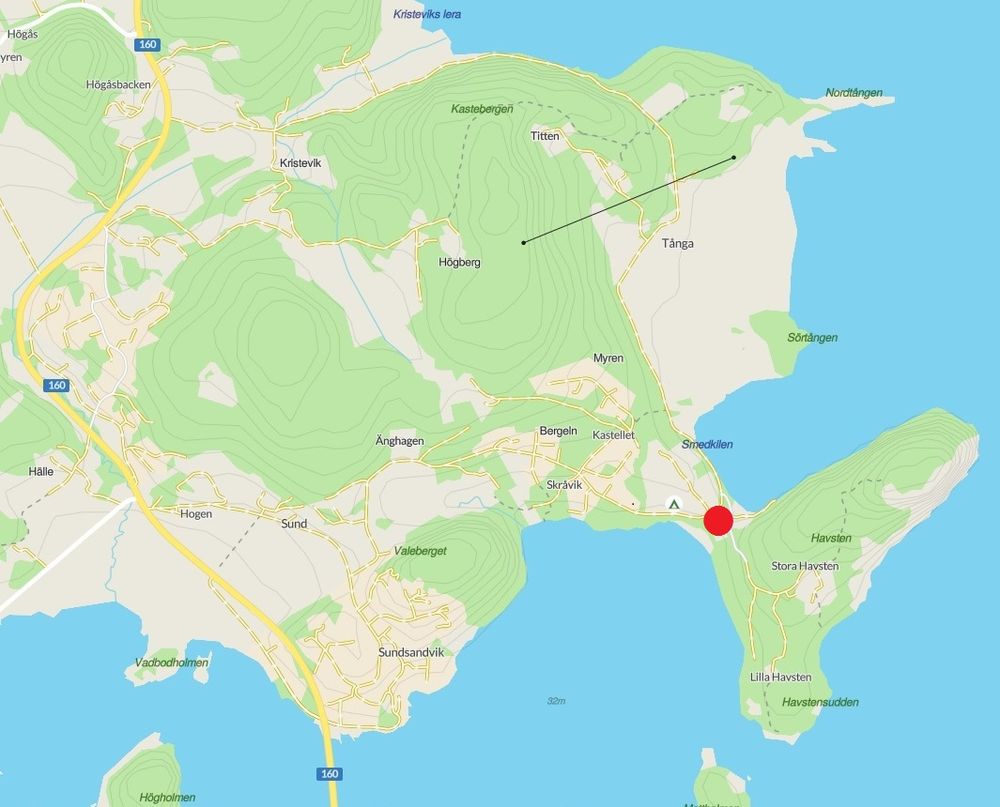 Kristeviks lera
Högås
160
yren
Högåsbacken
Nordtången
Kastebergen
Titten
Kristevik
Tånga
Högberg
Sörtången
Myren
160
Bergeln
Kastellet
Änghagen
Smedkilen
Hälle
Skråvik
Hogen
Sund
Havsten
Valeberget
Stora Havsten
Sundsandvik
Vadbodholmen
Lilla Havsten
32m
Havstensudden
160
Högholmen